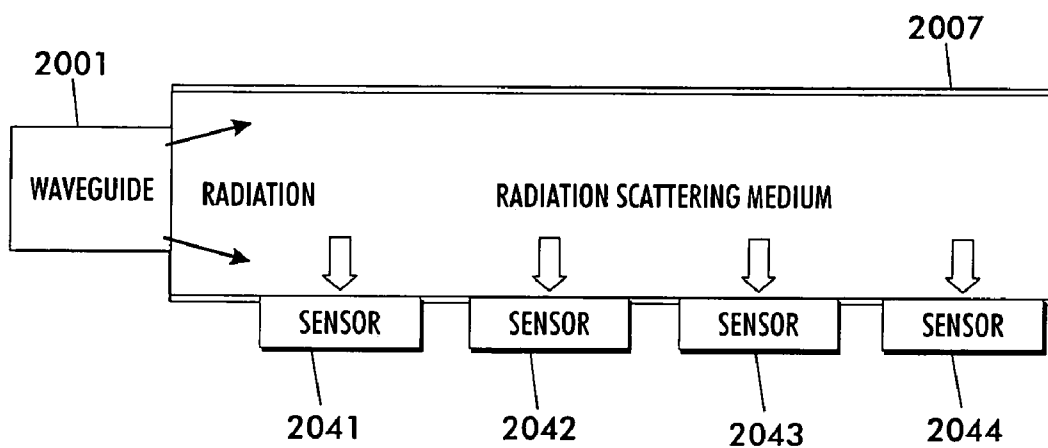 2007
2001
WAVEGUIDE
RADIATION
RADIATION SCATTERING MEDIUM
SENSOR
SENSOR
SENSOR
SENSOR
2041
2042
2043
2044